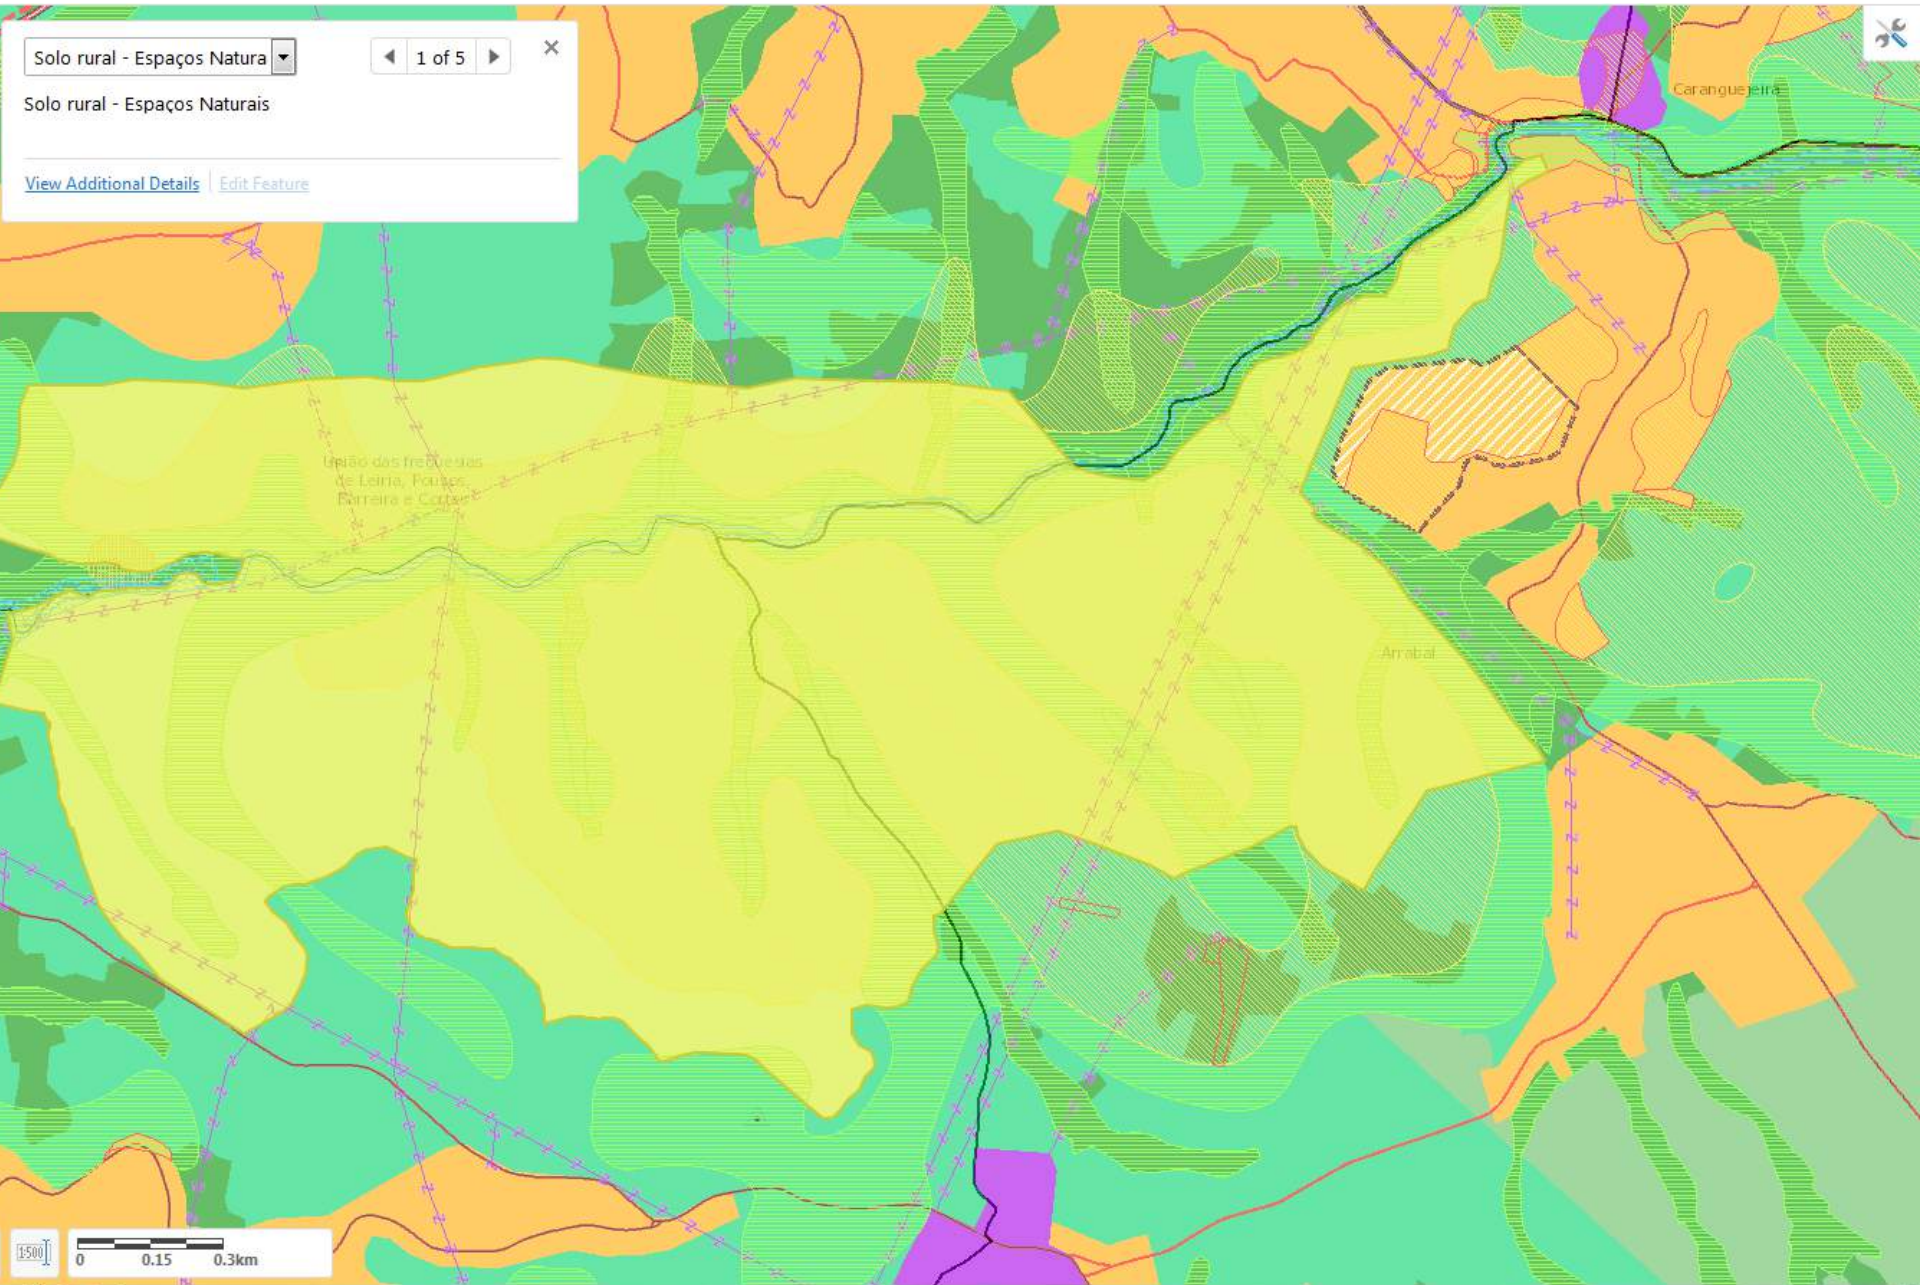 Solo rural - Espaços Natura
1 of 5
Solo rural - Espaços Naturais
View Additional Details
Edit Feature
Caranguejeira
União das freguesias
de Leiria, Pousos,
Barreira e Cortes
Arrabal
1:500
0 0.15 0.3km